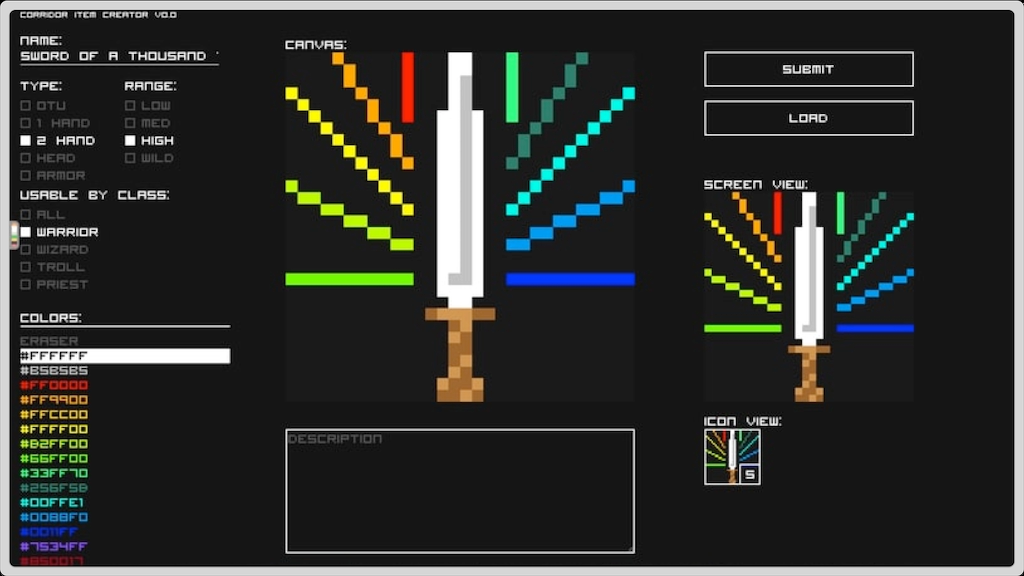 CORRIDOR ITEM CREATOR V0.0
NAME:
SWORD OF A THOUSAND
TYPE:
RANGE:
OTU
LOW
1 HAND
MED
2 HAND
HIGH
HEAD
WILD
ARMOR
USABLE BY CLASS:
ALL
WARRIOR
WIZARD
TROLL
PRIEST
COLORS:
ERASER
#FFFFFF
#B5B5B5
#FF0000
#FF9900
#FFCC00
#FFFF00
#B2FF00
#66FF00
#33FF70
#256F5B
#00FFE1
#0088F0
#0011FF
#7534FF
#850017
CANVAS:
DESCRIPTION
SUBMIT
LOAD
SCREEN VIEW:
ICON VIEW:
5